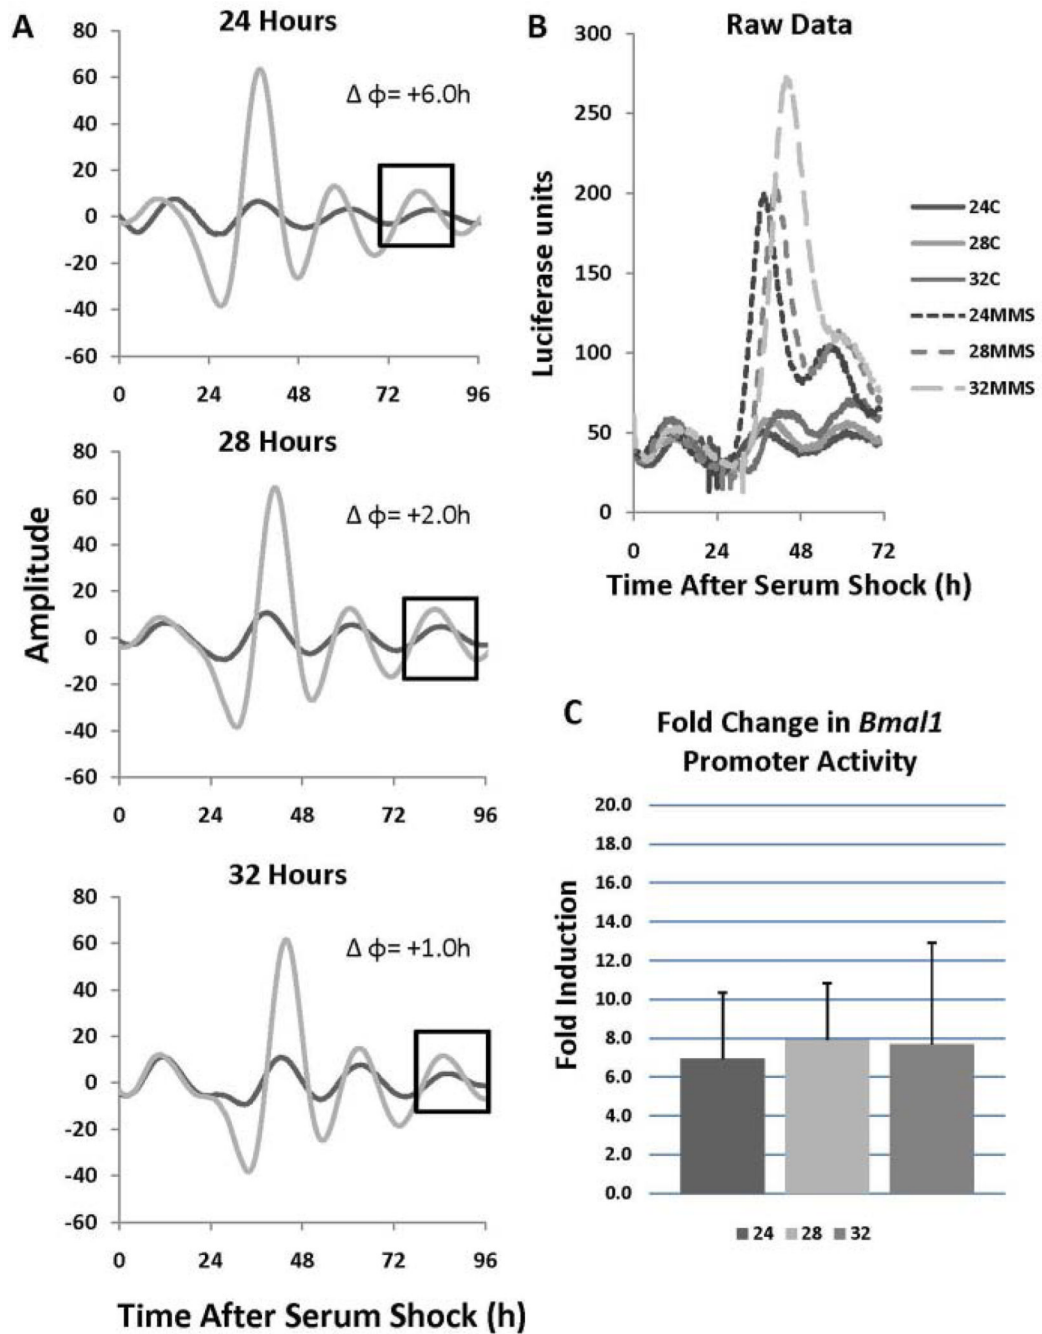 A
24 Hours
80
60
40
20
0
-20
-40
-60
Δ ϕ= +6.0h
0 24 48 72 96
28 Hours
80
60
40
20
0
-20
-40
-60
Δ ϕ= +2.0h
0 24 48 72 96
Amplitude
32 Hours
80
60
40
20
0
-20
-40
-60
Δ ϕ= +1.0h
0 24 48 72 96
Time After Serum Shock (h)
B
Raw Data
300
250
200
150
100
50
0
Luciferase units
0 24 48 72
Time After Serum Shock (h)
24C
28C
32C
24MMS
28MMS
32MMS
C
Fold Change in Bmal1
Promoter Activity
20.0
18.0
16.0
14.0
12.0
10.0
8.0
6.0
4.0
2.0
0.0
Fold Induction
24 28 32